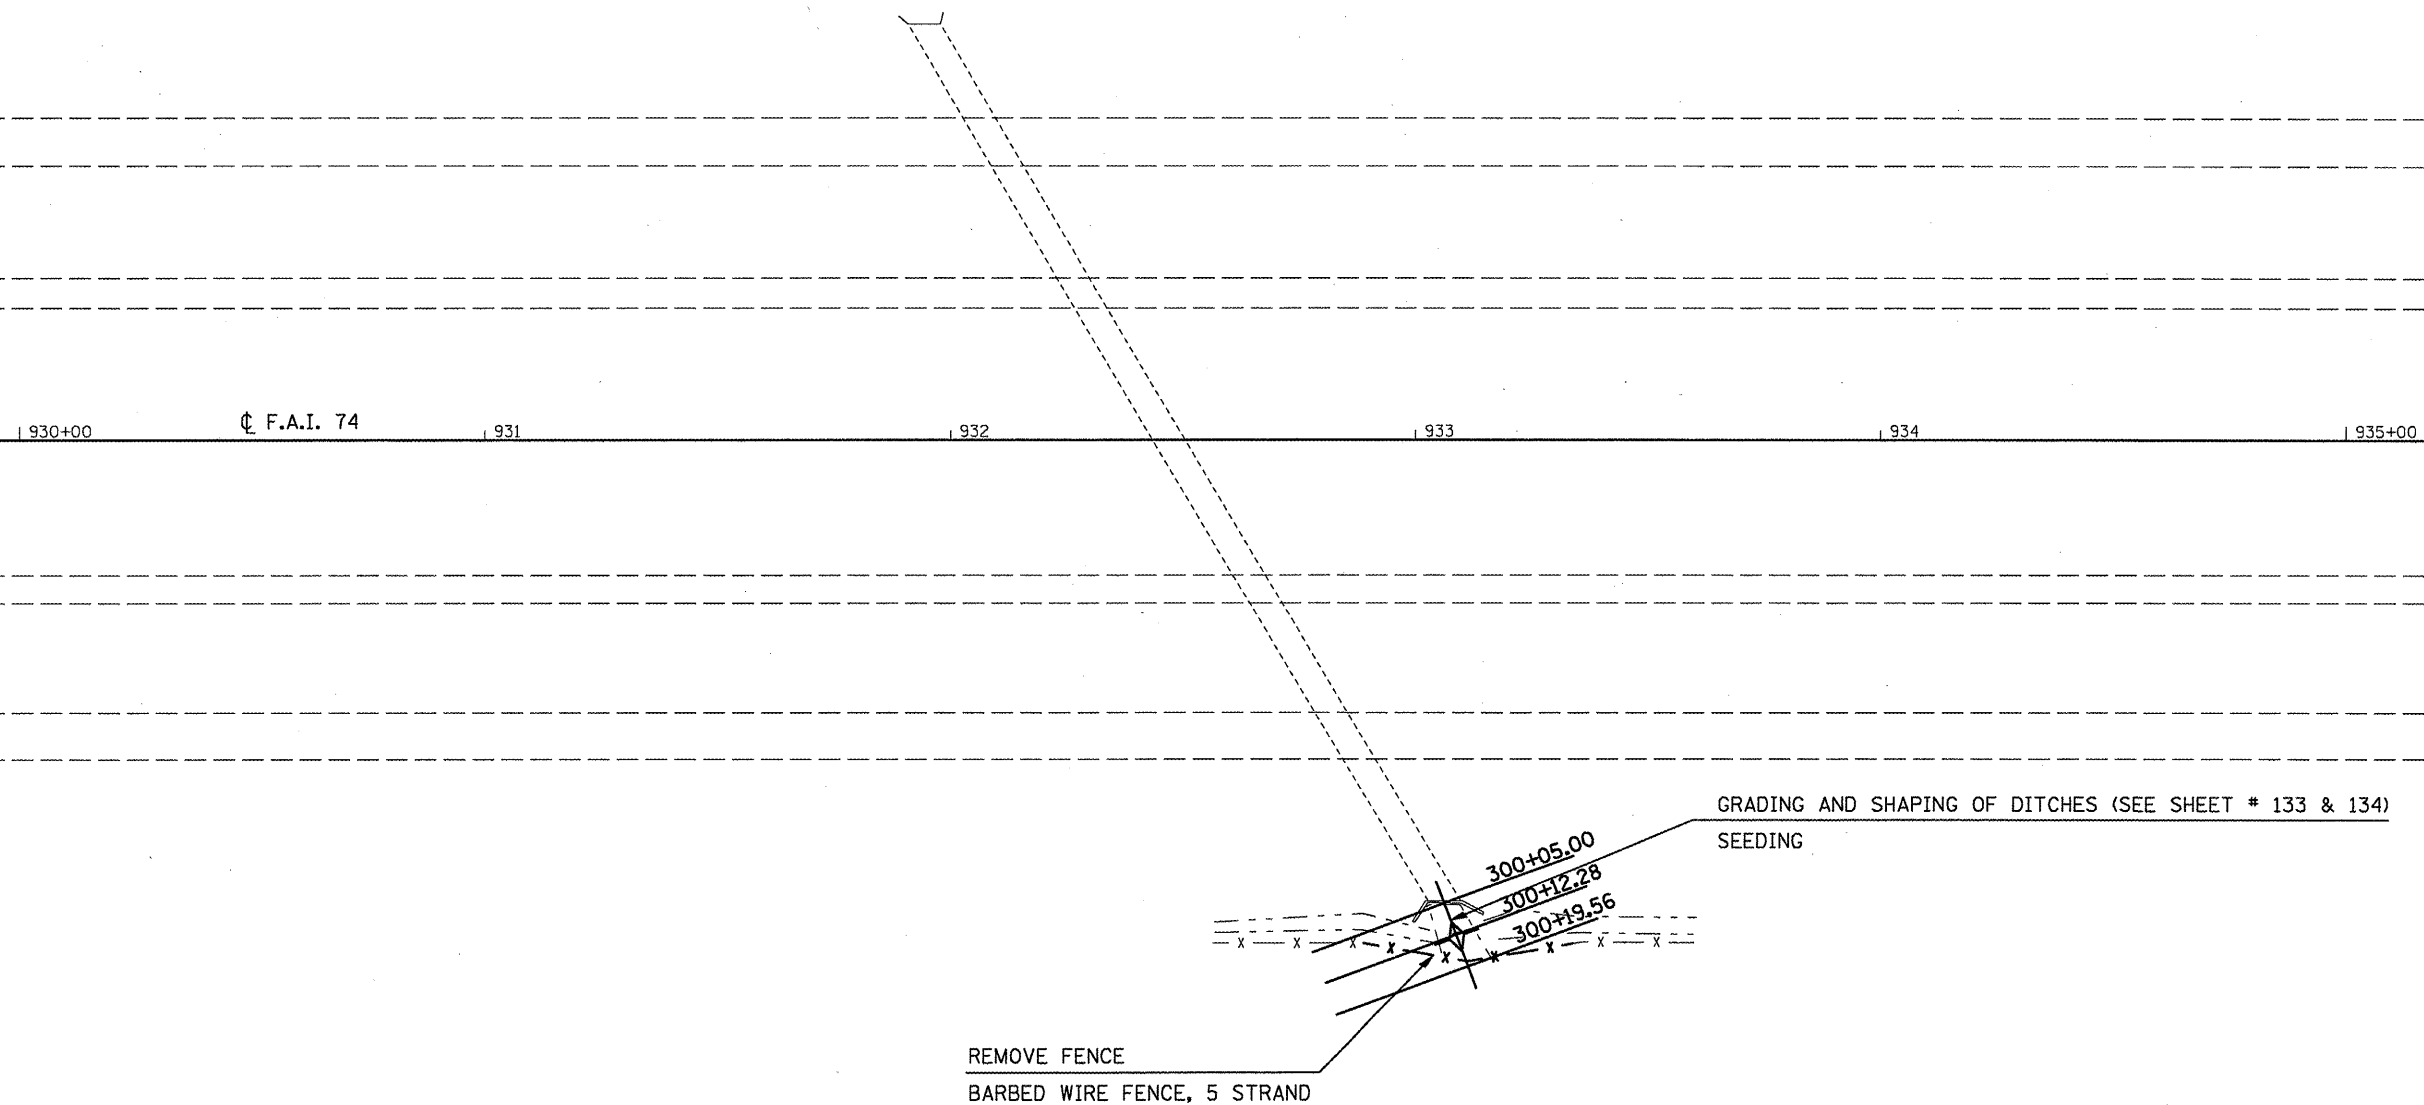 930+00
℄ F.A.I. 74
931
932
933
934
935+00
GRADING AND SHAPING OF DITCHES (SEE SHEET # 133 & 134)
SEEDING
300+05.00
300+12.28
300+19.56
REMOVE FENCE
BARBED WIRE FENCE, 5 STRAND